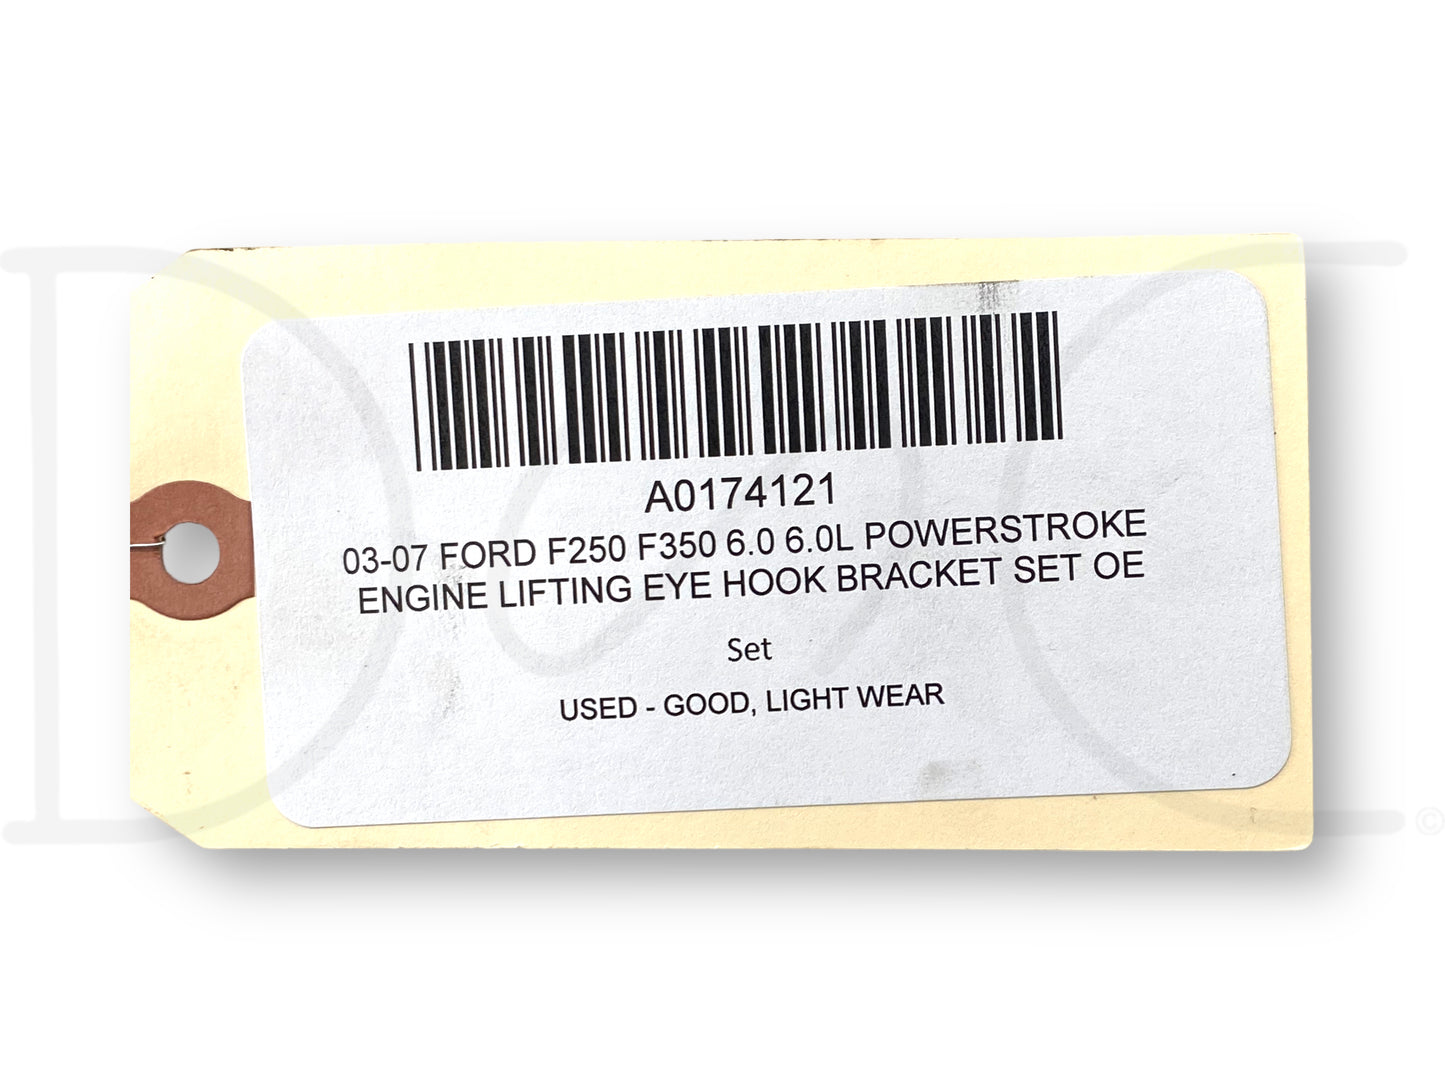 A0174121
03-07 FORD F250 F350 6.0 6.0L POWERSTROKE
ENGINE LIFTING EYE HOOK BRACKET SET OE
Set
USED - GOOD, LIGHT WEAR
©